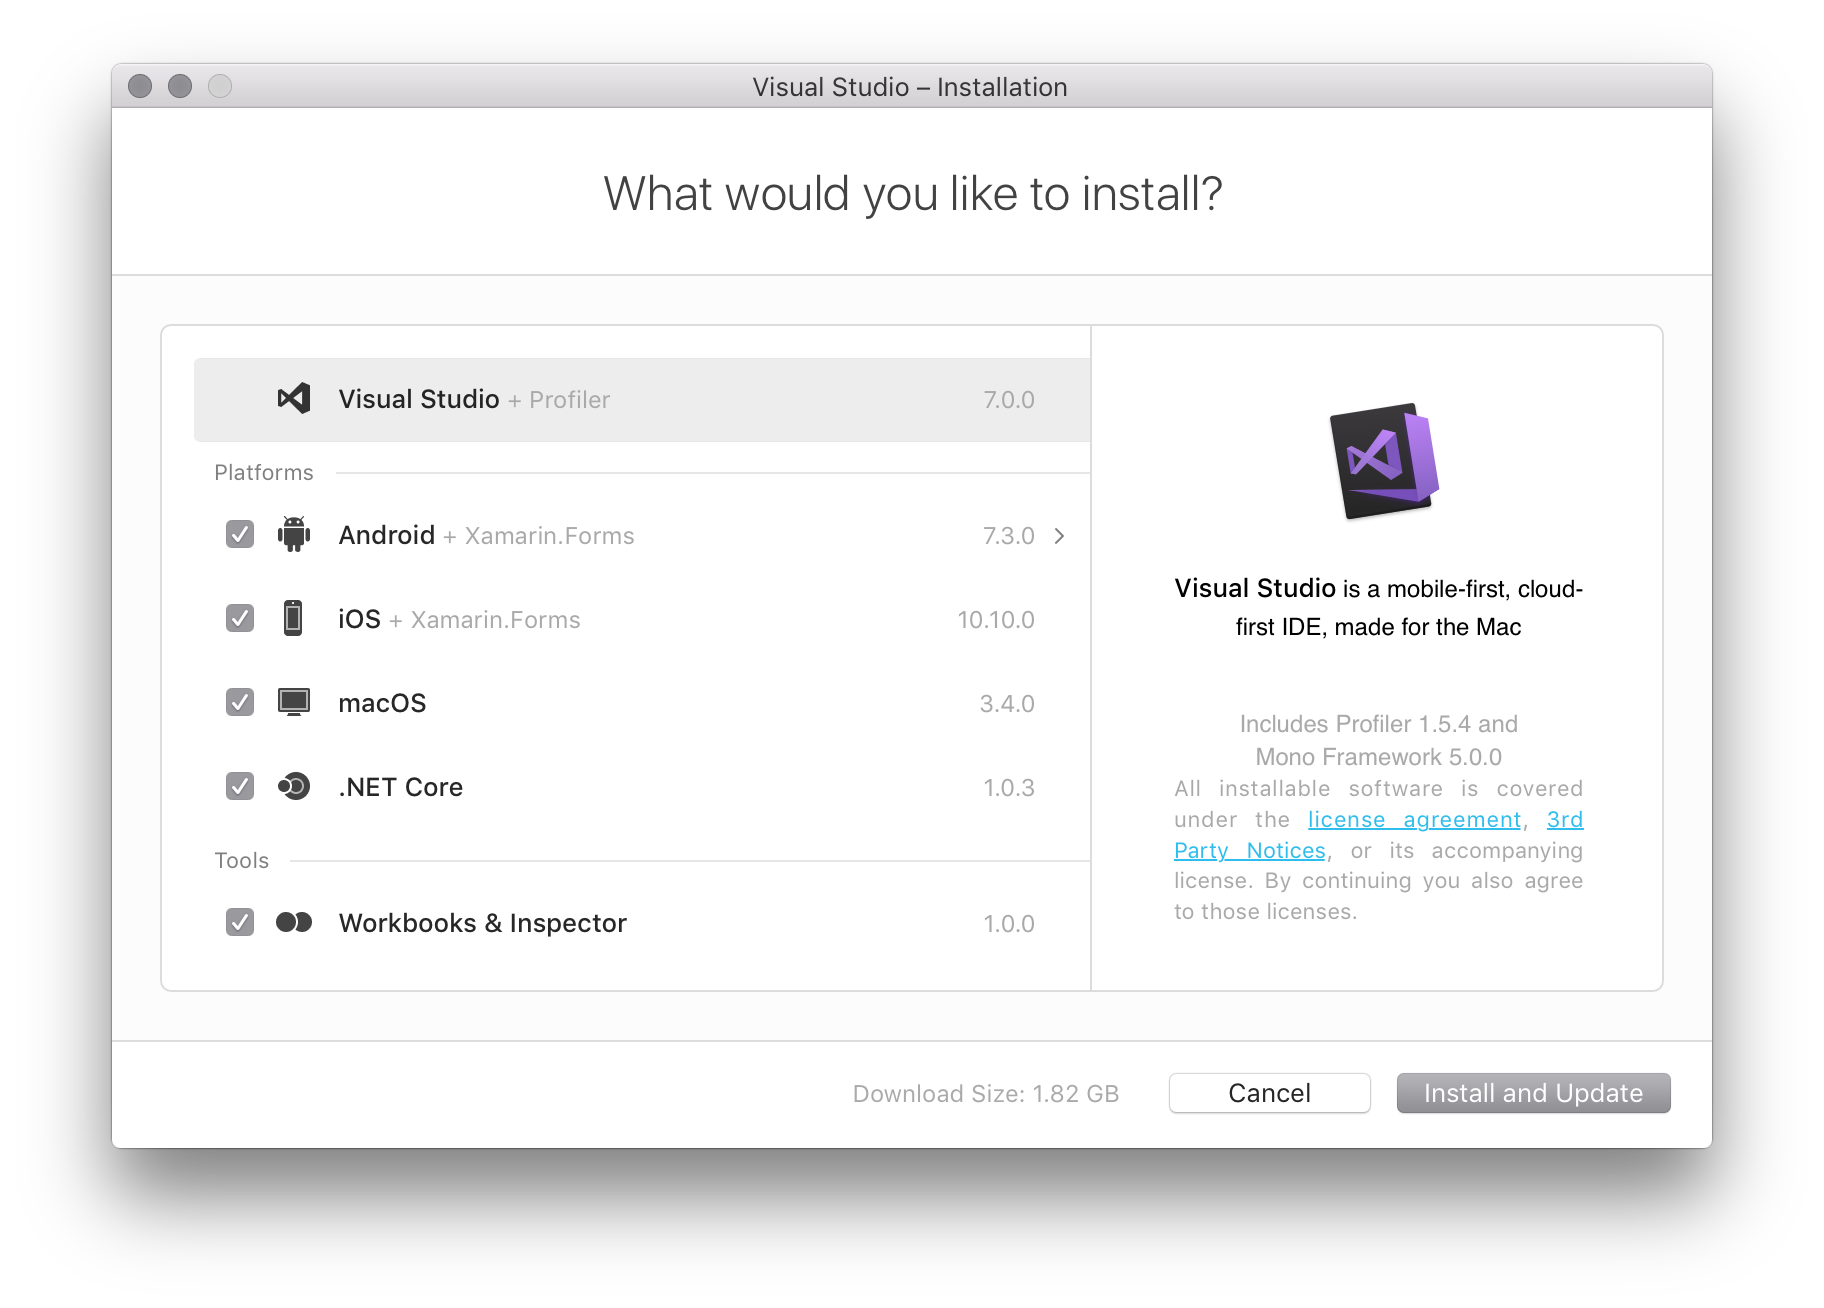 Visual Studio – Installation
What would you like to install?
Visual Studio + Profiler 7.0.0
Platforms
Android + Xamarin.Forms 7.3.0
iOS + Xamarin.Forms 10.10.0
macOS 3.4.0
.NET Core 1.0.3
Tools
Workbooks & Inspector 1.0.0
Visual Studio is a mobile-first, cloud-
first IDE, made for the Mac
Includes Profiler 1.5.4 and
Mono Framework 5.0.0
All installable software is covered
under the license agreement, 3rd
Party Notices, or its accompanying
license. By continuing you also agree
to those licenses.
Download Size: 1.82 GB
Cancel
Install and Update